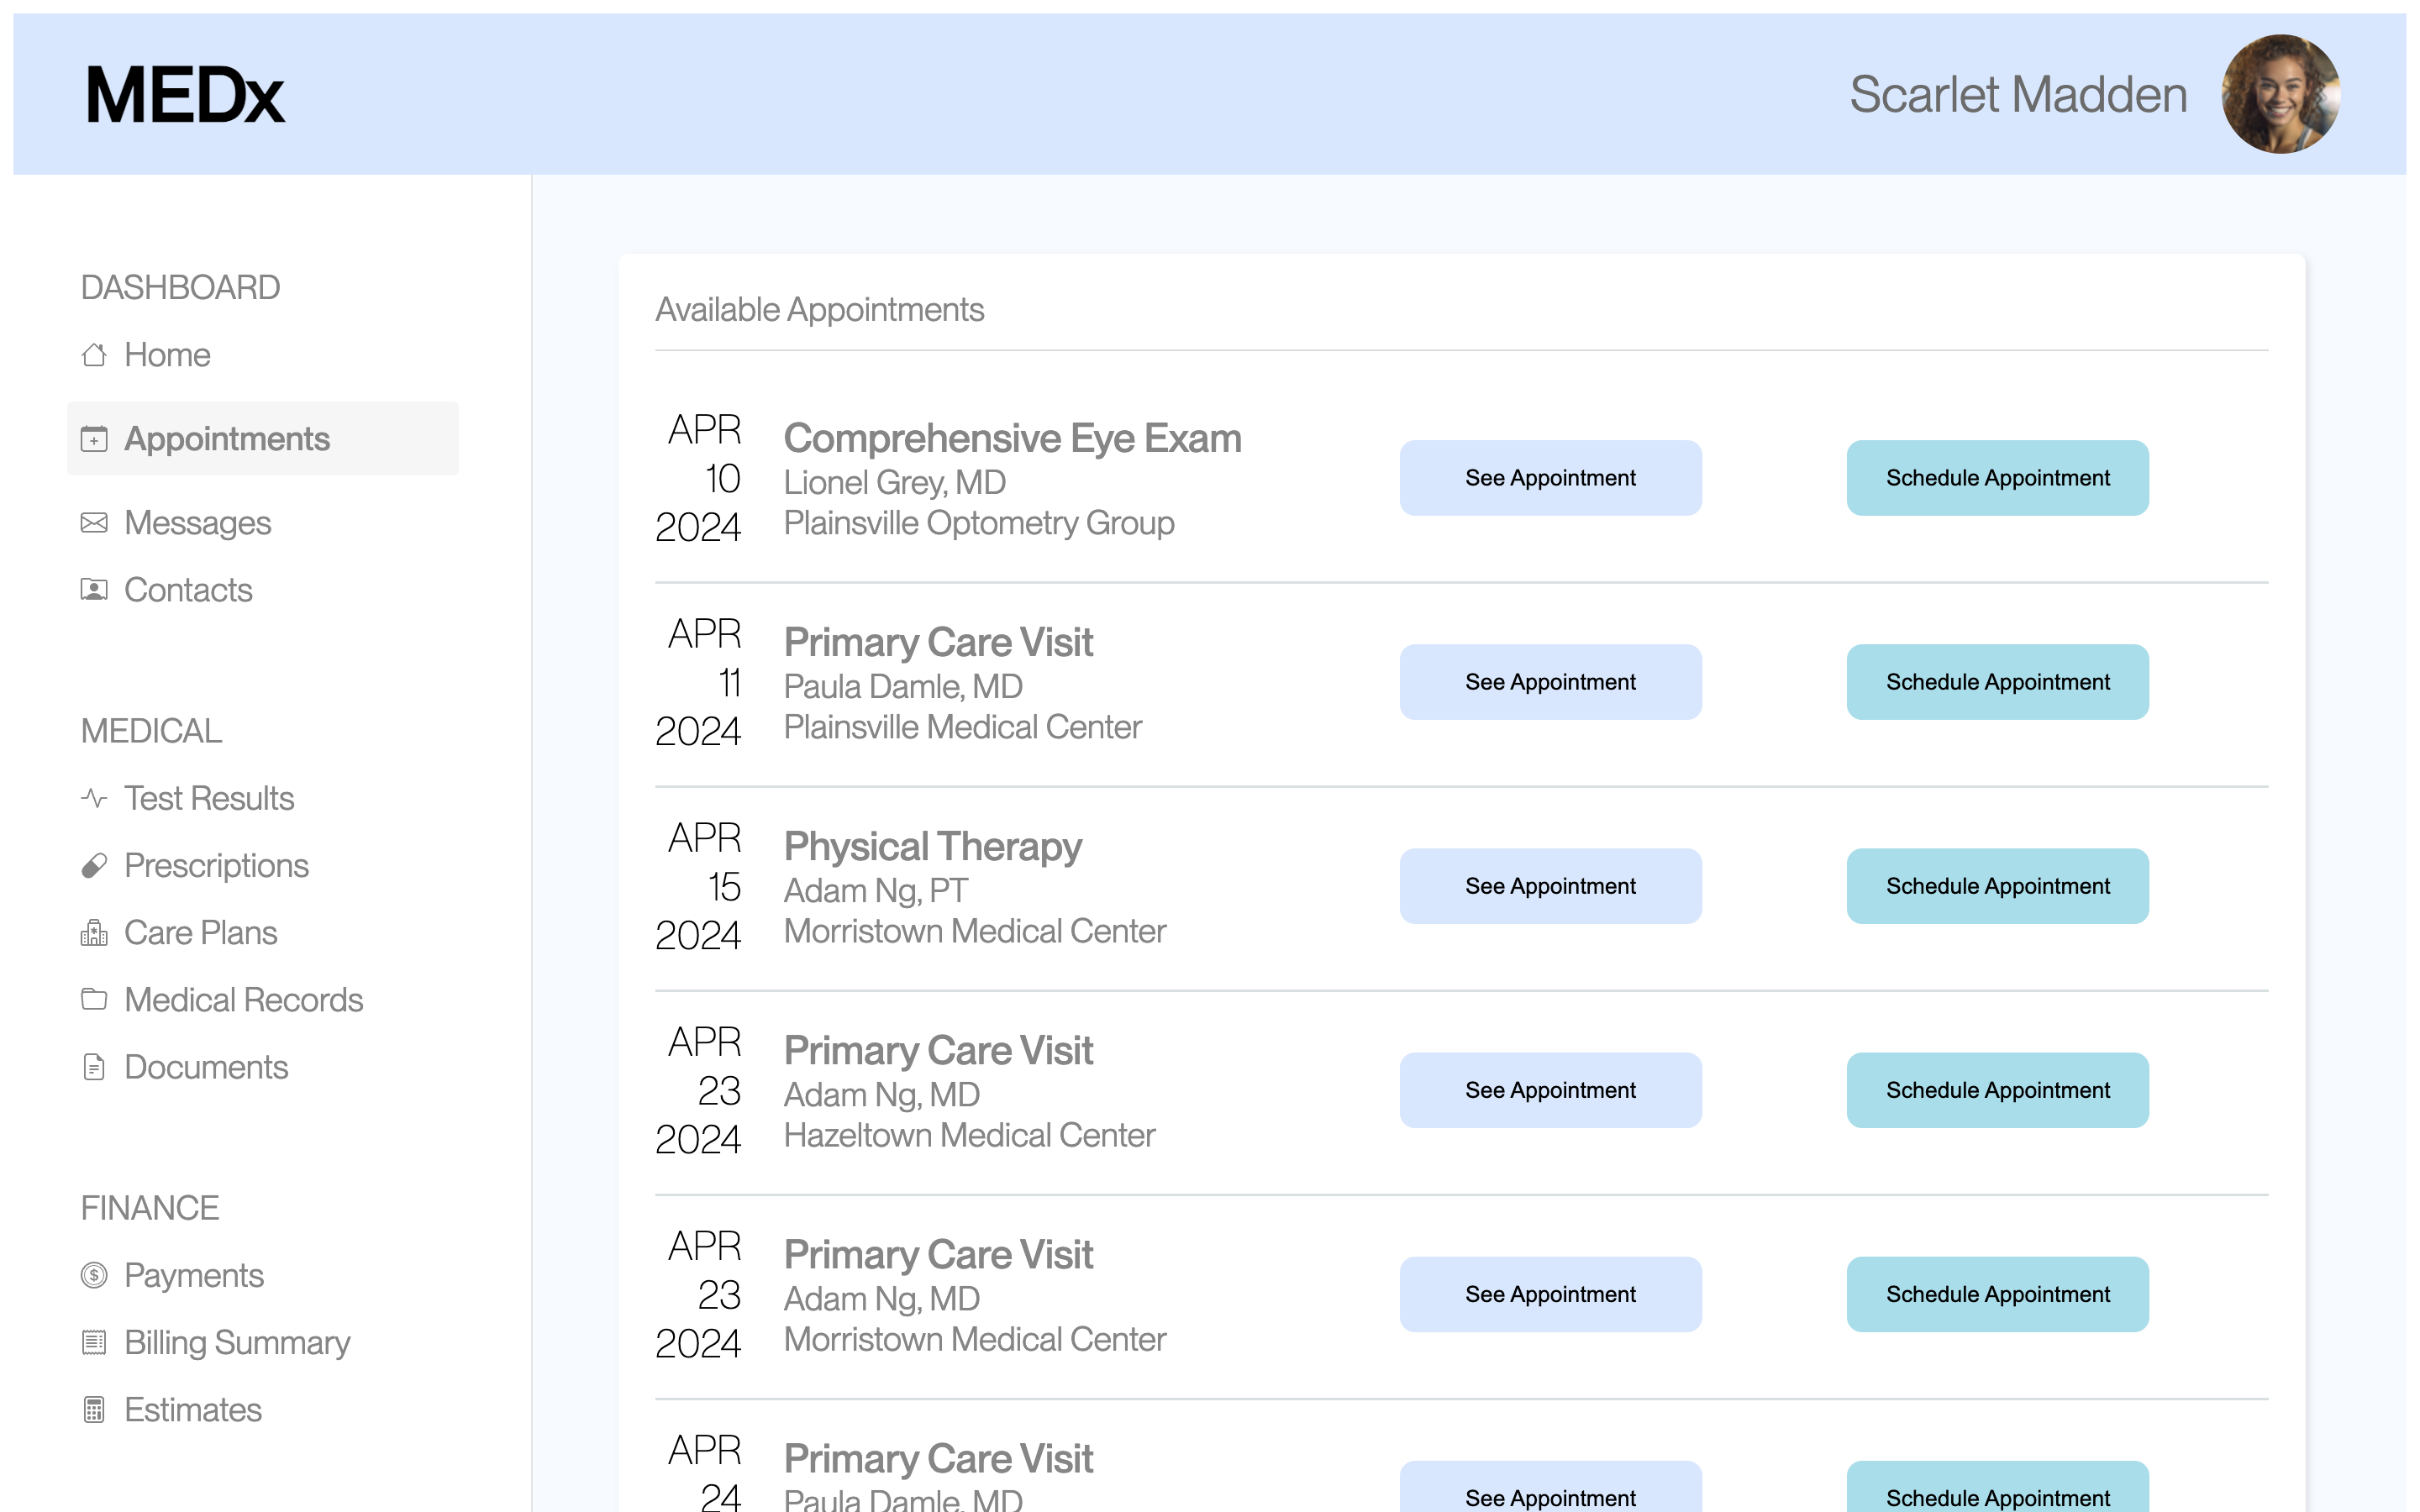 MEDx
Scarlet Madden
DASHBOARD
Home
Appointments
Messages
Contacts
MEDICAL
Test Results
Prescriptions
Care Plans
Medical Records
Documents
FINANCE
Payments
Billing Summary
Estimates
Available Appointments
APR
10
2024
Comprehensive Eye Exam
Lionel Grey, MD
Plainsville Optometry Group
See Appointment
Schedule Appointment
APR
11
2024
Primary Care Visit
Paula Damle, MD
Plainsville Medical Center
See Appointment
Schedule Appointment
APR
15
2024
Physical Therapy
Adam Ng, PT
Morristown Medical Center
See Appointment
Schedule Appointment
APR
23
2024
Primary Care Visit
Adam Ng, MD
Hazeltown Medical Center
See Appointment
Schedule Appointment
APR
23
2024
Primary Care Visit
Adam Ng, MD
Morristown Medical Center
See Appointment
Schedule Appointment
APR
24
Primary Care Visit
Paula Damle, MD
See Appointment
Schedule Appointment